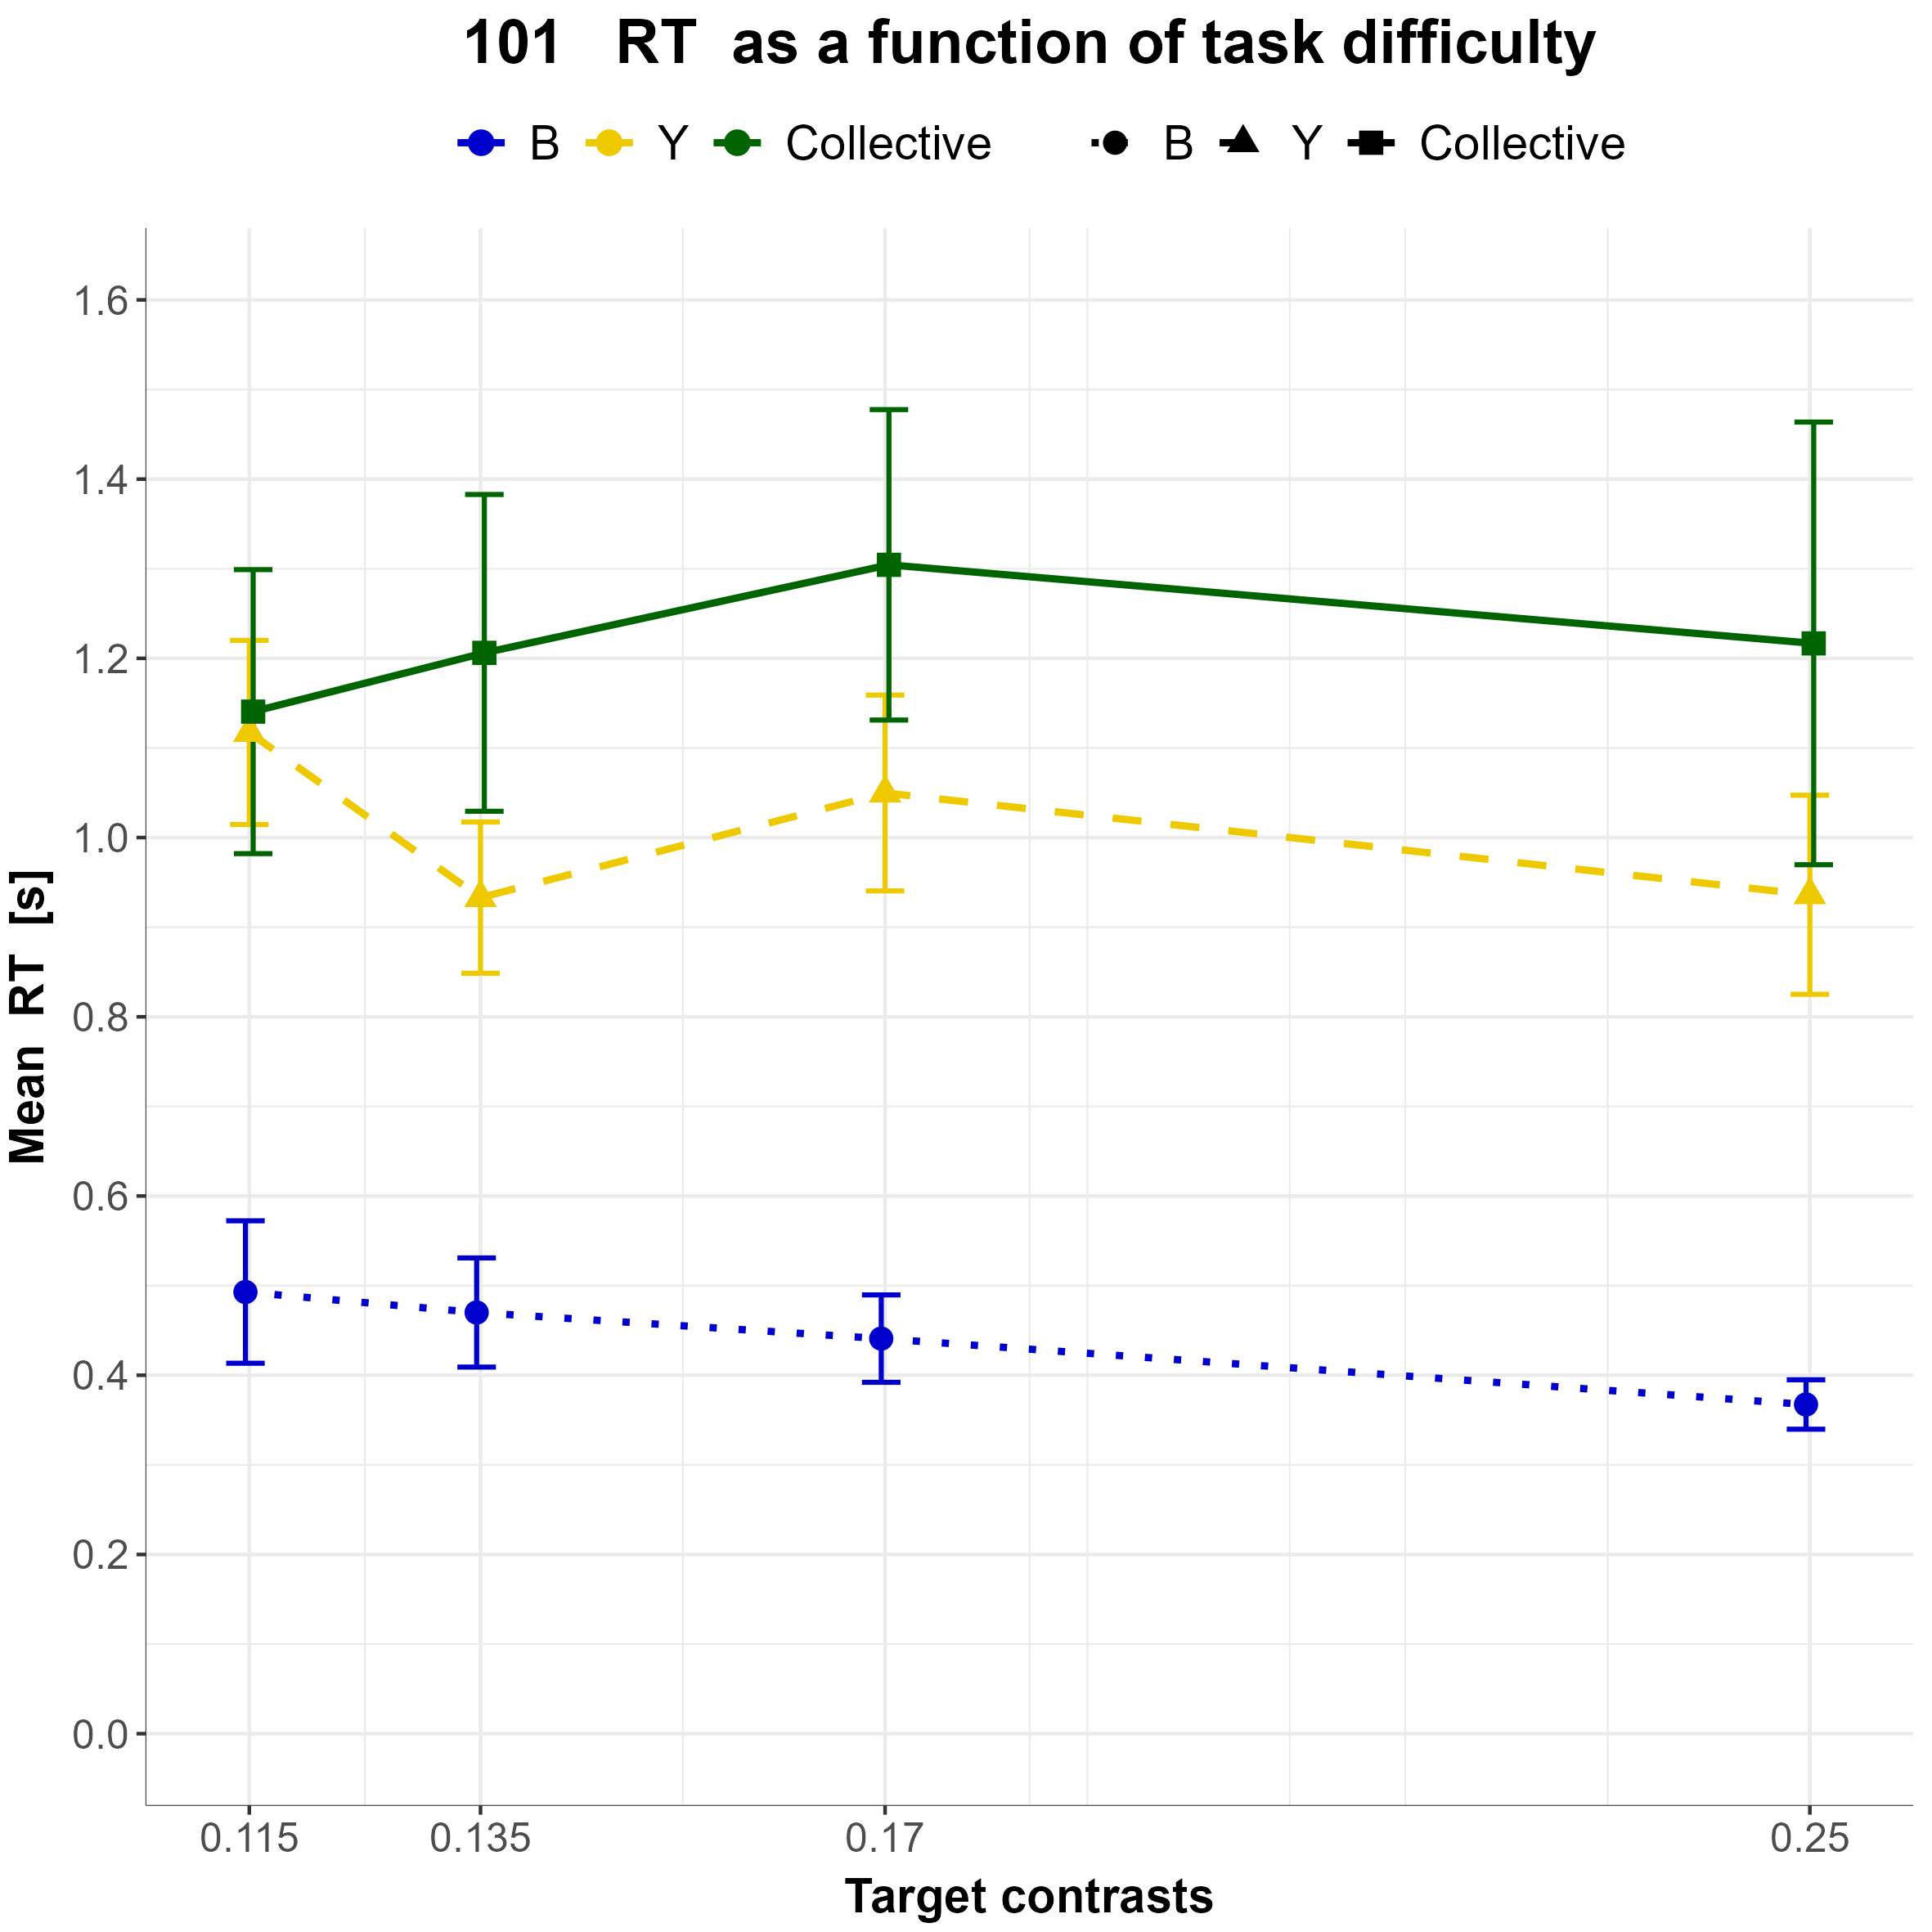 101 RT as a function of task difficulty
B Y Collective B Y Collective
1.6
1.4
1.2
1.0
0.8
0.6
0.4
0.2
0.0
Mean RT [s]
0.115 0.135 0.17 0.25
Target contrasts